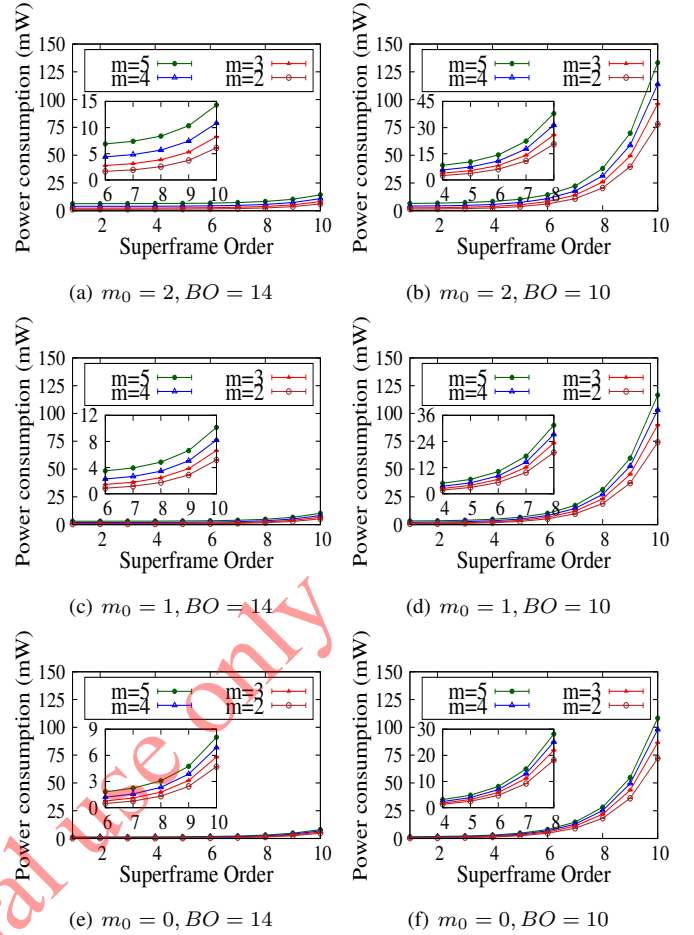 Power consumption (mW)
150
125
100
75
50
25
0
m=5 m=3
m=4 m=2
15
10
5
0
6 7 8 9 10
2 4 6 8 10
Superframe Order
(a) m₀ = 2, BO = 14
Power consumption (mW)
150
125
100
75
50
25
0
m=5 m=3
m=4 m=2
45
30
15
0
4 5 6 7 8
2 4 6 8 10
Superframe Order
(b) m₀ = 2, BO = 10
Power consumption (mW)
150
125
100
75
50
25
0
m=5 m=3
m=4 m=2
12
8
4
0
6 7 8 9 10
2 4 6 8 10
Superframe Order
(c) m₀ = 1, BO = 14
Power consumption (mW)
150
125
100
75
50
25
0
m=5 m=3
m=4 m=2
36
24
12
0
4 5 6 7 8
2 4 6 8 10
Superframe Order
(d) m₀ = 1, BO = 10
Power consumption (mW)
150
125
100
75
50
25
0
m=5 m=3
m=4 m=2
9
6
3
0
6 7 8 9 10
2 4 6 8 10
Superframe Order
(e) m₀ = 0, BO = 14
Power consumption (mW)
150
125
100
75
50
25
0
m=5 m=3
m=4 m=2
30
20
10
0
4 5 6 7 8
2 4 6 8 10
Superframe Order
(f) m₀ = 0, BO = 10
al use only